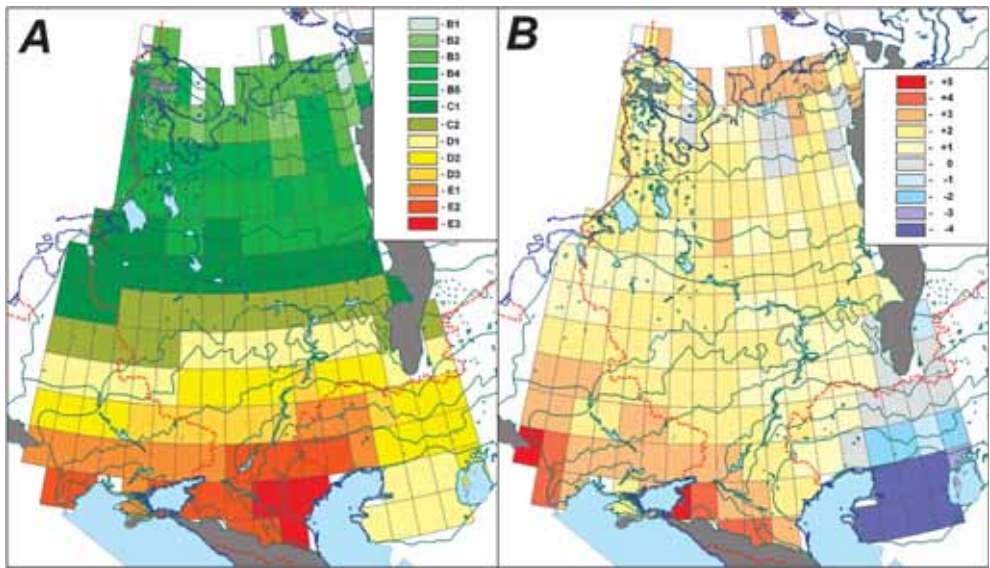 A
- B1
- B2
- B3
- B4
- B5
- C1
- C2
- D1
- D2
- D3
- E1
- E2
- E3
B
- +5
- +4
- +3
- +2
- +1
- 0
- -1
- -2
- -3
- -4